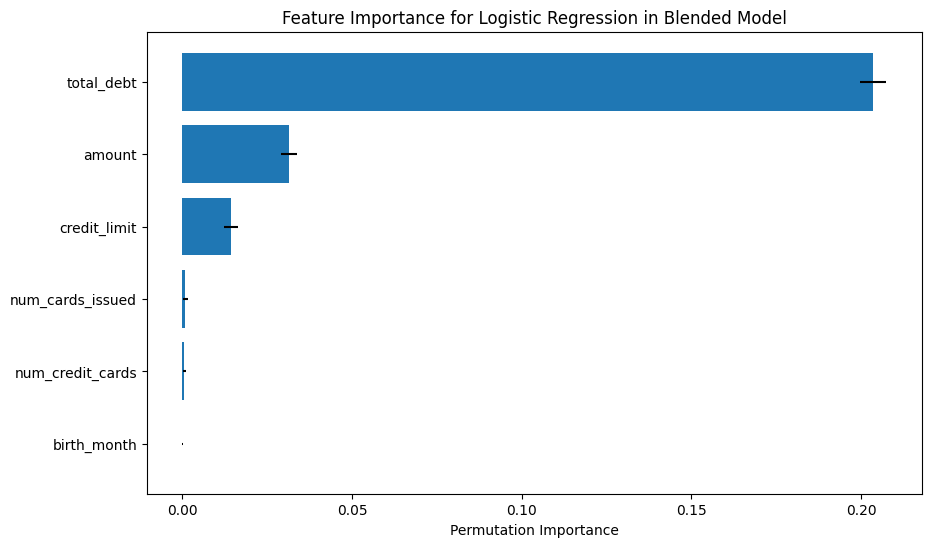 Feature Importance for Logistic Regression in Blended Model
total_debt
amount
credit_limit
num_cards_issued
num_credit_cards
birth_month
0.00 0.05 0.10 0.15 0.20
Permutation Importance